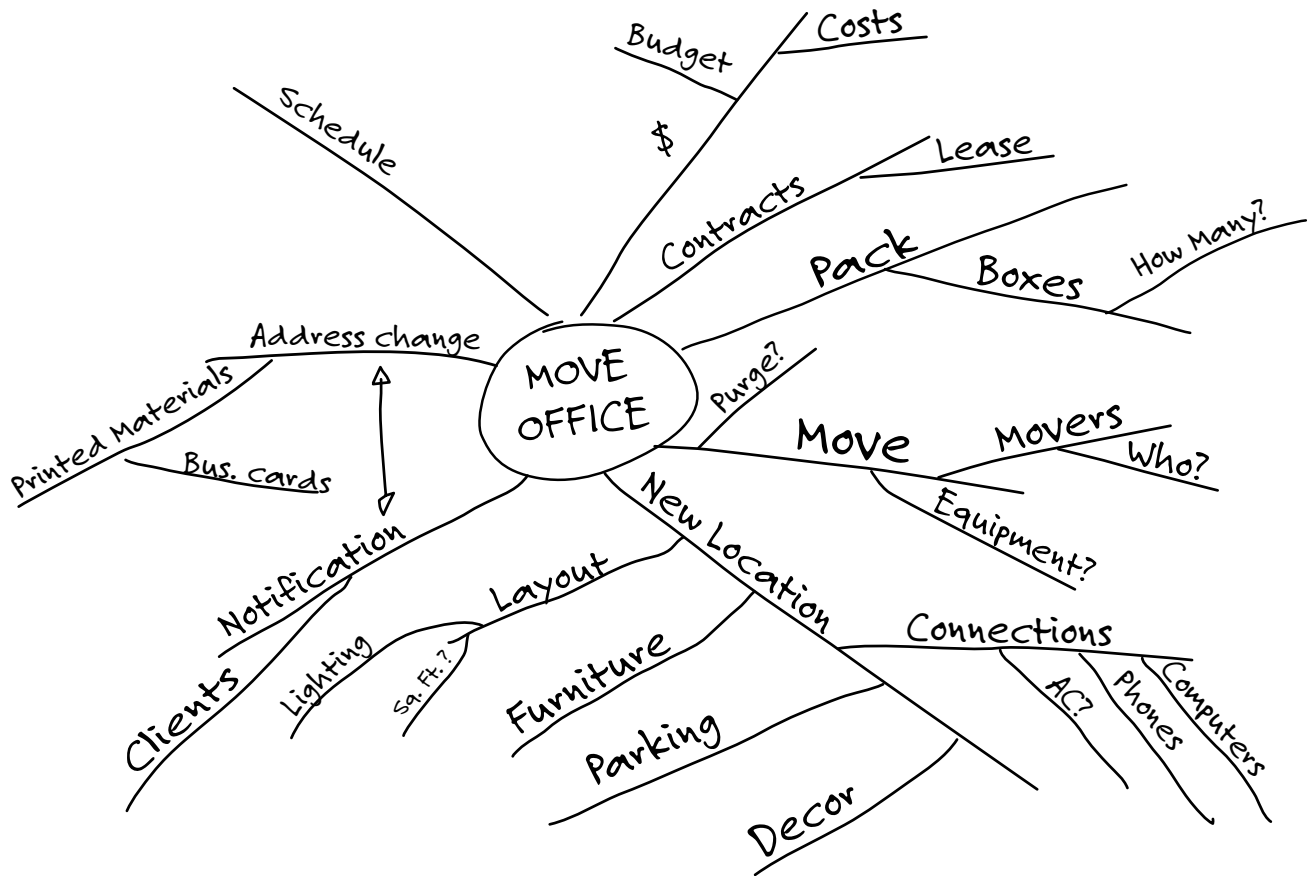 Costs
Budget
$
Schedule
Contracts
Lease
Pack
Boxes
How Many?
Address change
Printed Materials
Bus. cards
MOVE
OFFICE
Purge?
Move
Movers
Who?
Equipment?
Notification
Clients
New Location
Layout
Lighting
Sq. Ft. ?
Furniture
Parking
Decor
Connections
AC?
Phones
Computers